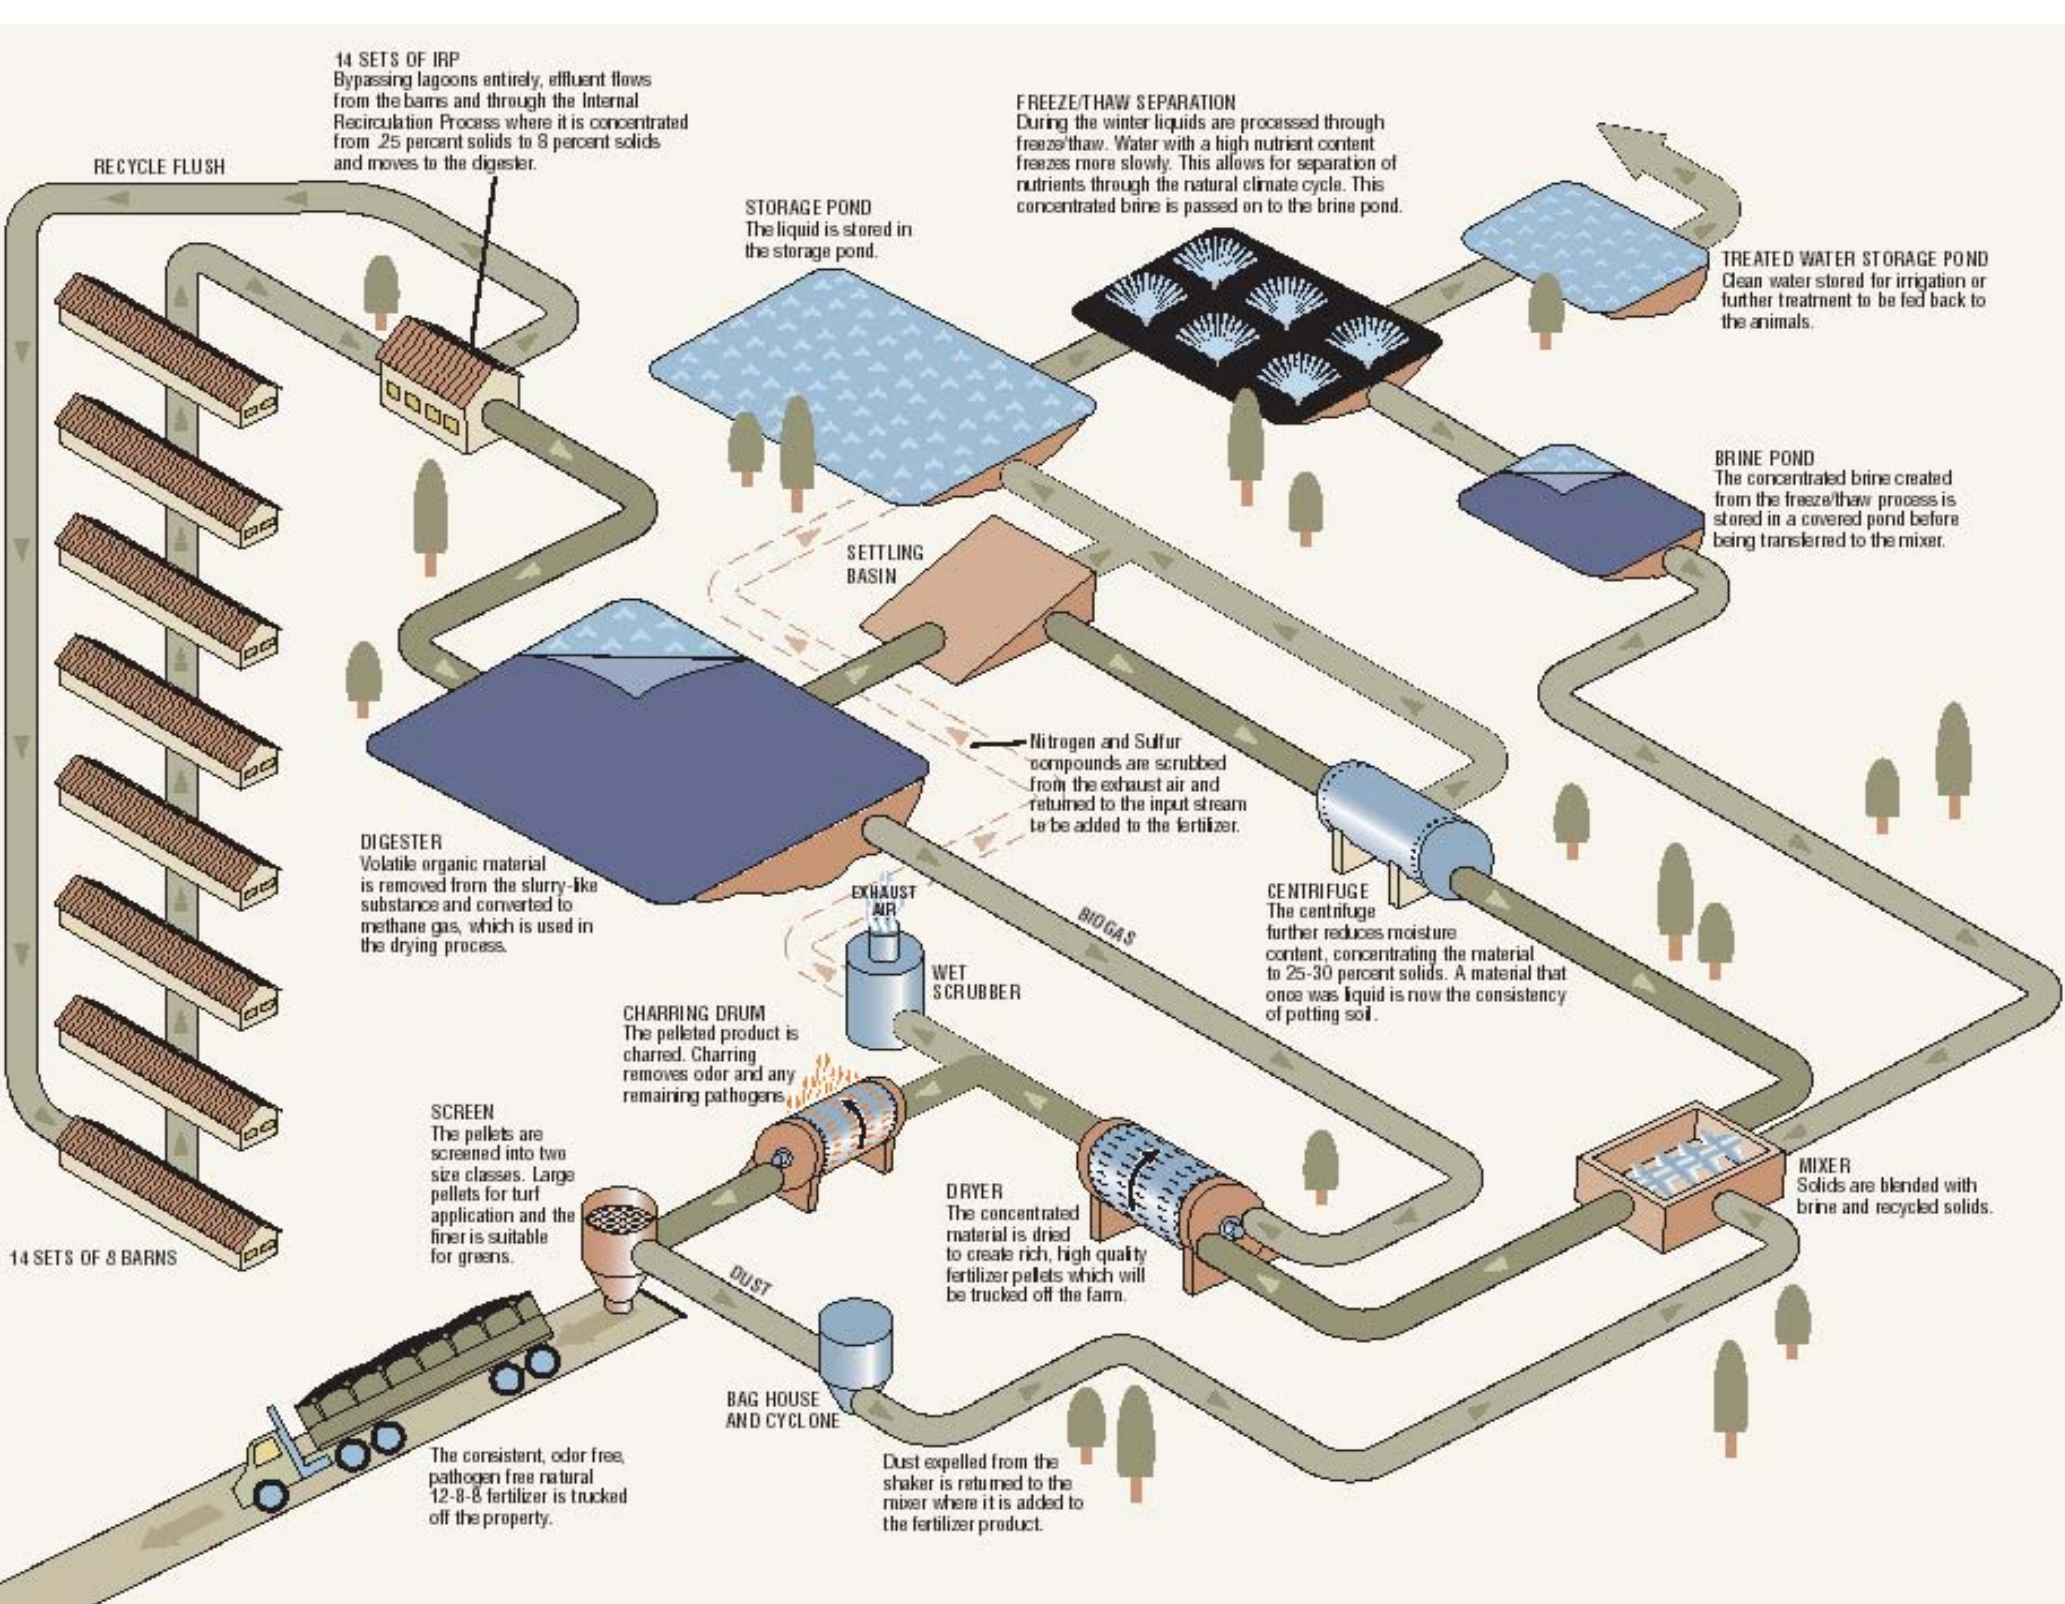 14 SETS OF IRP
Bypassing lagoons entirely, effluent flows
from the barns and through the Internal
Recirculation Process where it is concentrated
from .25 percent solids to 8 percent solids
and moves to the digester.
RECYCLE FLUSH
FREEZE/THAW SEPARATION
During the winter liquids are processed through
freeze/thaw. Water with a high nutrient content
freezes more slowly. This allows for separation of
nutrients through the natural climate cycle. This
concentrated brine is passed on to the brine pond.
STORAGE POND
The liquid is stored in
the storage pond.
TREATED WATER STORAGE POND
Clean water stored for irrigation or
further treatment to be fed back to
the animals.
BRINE POND
The concentrated brine created
from the freeze/thaw process is
stored in a covered pond before
being transferred to the mixer.
SETTLING
BASIN
Nitrogen and Sulfur
compounds are scrubbed
from the exhaust air and
returned to the input stream
to be added to the fertilizer.
DIGESTER
Volatile organic material
is removed from the slurry-like
substance and converted to
methane gas, which is used in
the drying process.
EXHAUST
AIR
BIOGAS
CENTRIFUGE
The centrifuge
further reduces moisture
content, concentrating the material
to 25-30 percent solids. A material that
once was liquid is now the consistency
of potting soil.
WET
SCRUBBER
CHARRING DRUM
The pelleted product is
charred. Charring
removes odor and any
remaining pathogens.
SCREEN
The pellets are
screened into two
size classes. Large
pellets for turf
application and the
finer is suitable
for greens.
DRYER
The concentrated
material is dried
to create rich, high quality
fertilizer pellets which will
be trucked off the farm.
MIXER
Solids are blended with
brine and recycled solids.
14 SETS OF 8 BARNS
DUST
BAG HOUSE
AND CYCLONE
The consistent, odor free,
pathogen free natural
12-8-8 fertilizer is trucked
off the property.
Dust expelled from the
shaker is returned to the
mixer where it is added to
the fertilizer product.